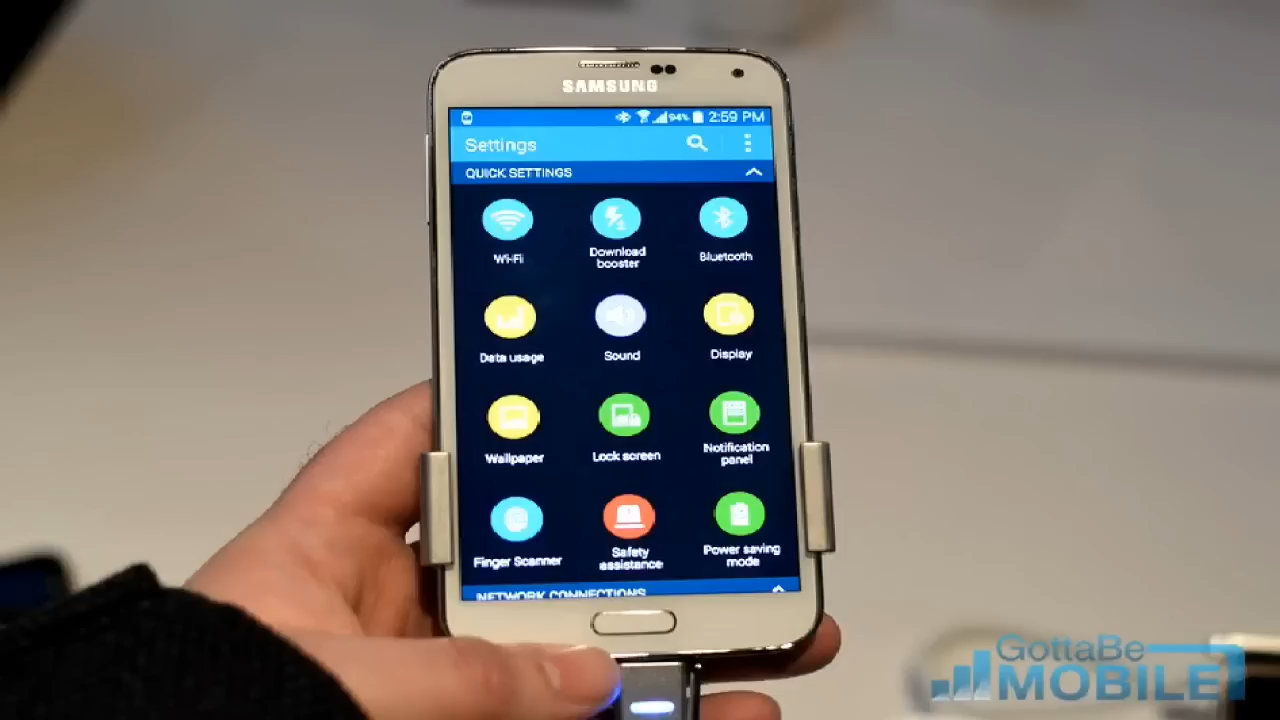 SAMSUNG
94% 2:59 PM
Settings
QUICK SETTINGS
Wi-Fi
Download booster
Bluetooth
Data usage
Sound
Display
Wallpaper
Lock screen
Notification panel
Finger Scanner
Safety assistance
Power saving mode
NETWORK CONNECTIONS
GottaBe
MOBILE